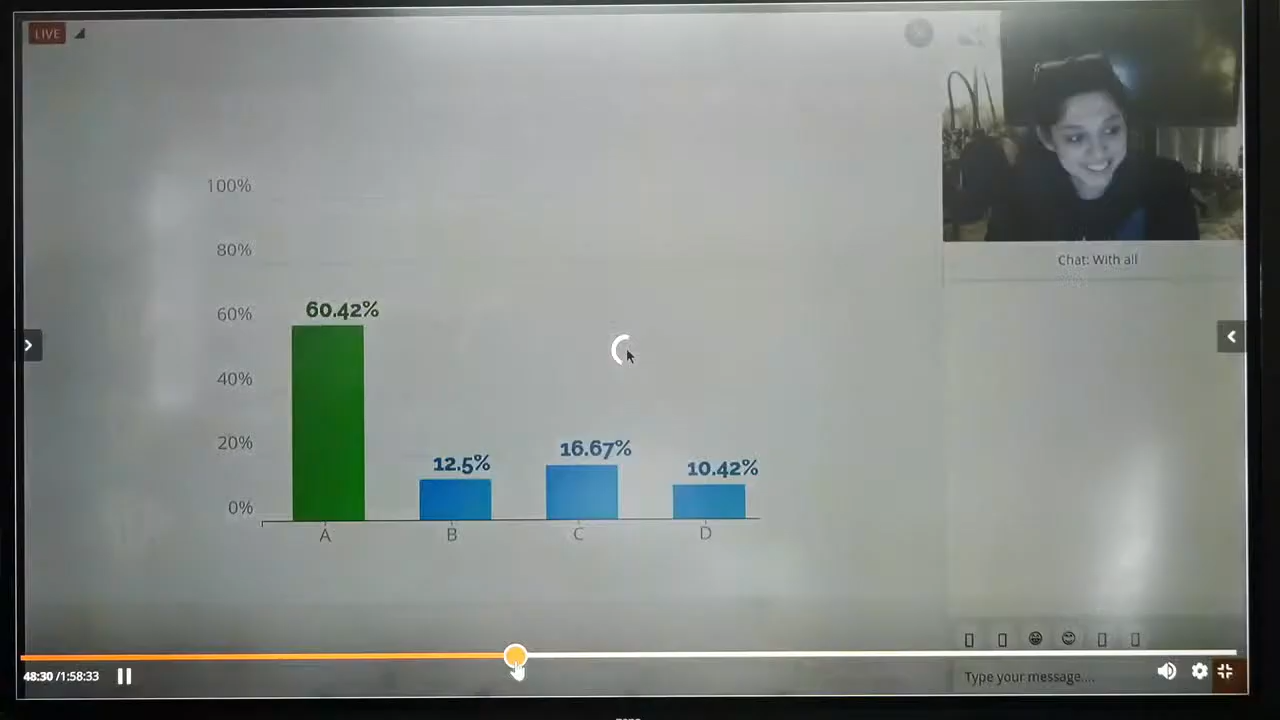 LIVE
Chat: With all
100%
80%
60%
40%
20%
0%
60.42%
12.5%
16.67%
10.42%
A B C D
48:30 /1:58:33
Type your message....